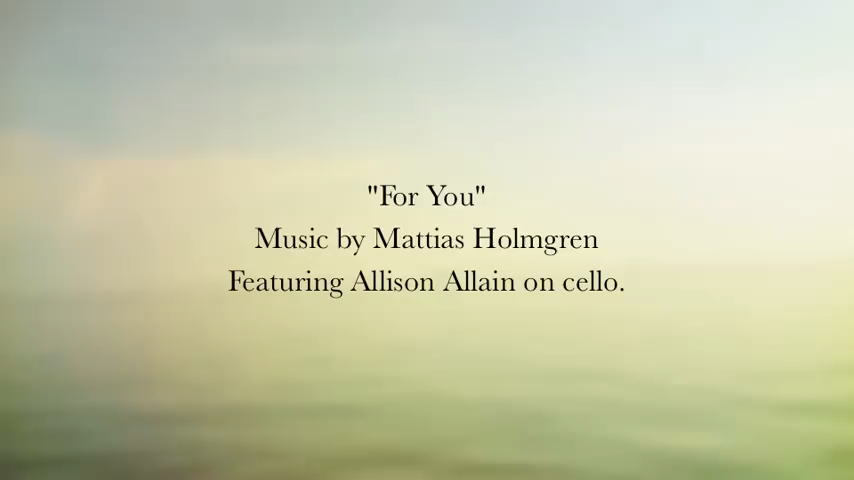 "For You"
Music by Mattias Holmgren
Featuring Allison Allain on cello.